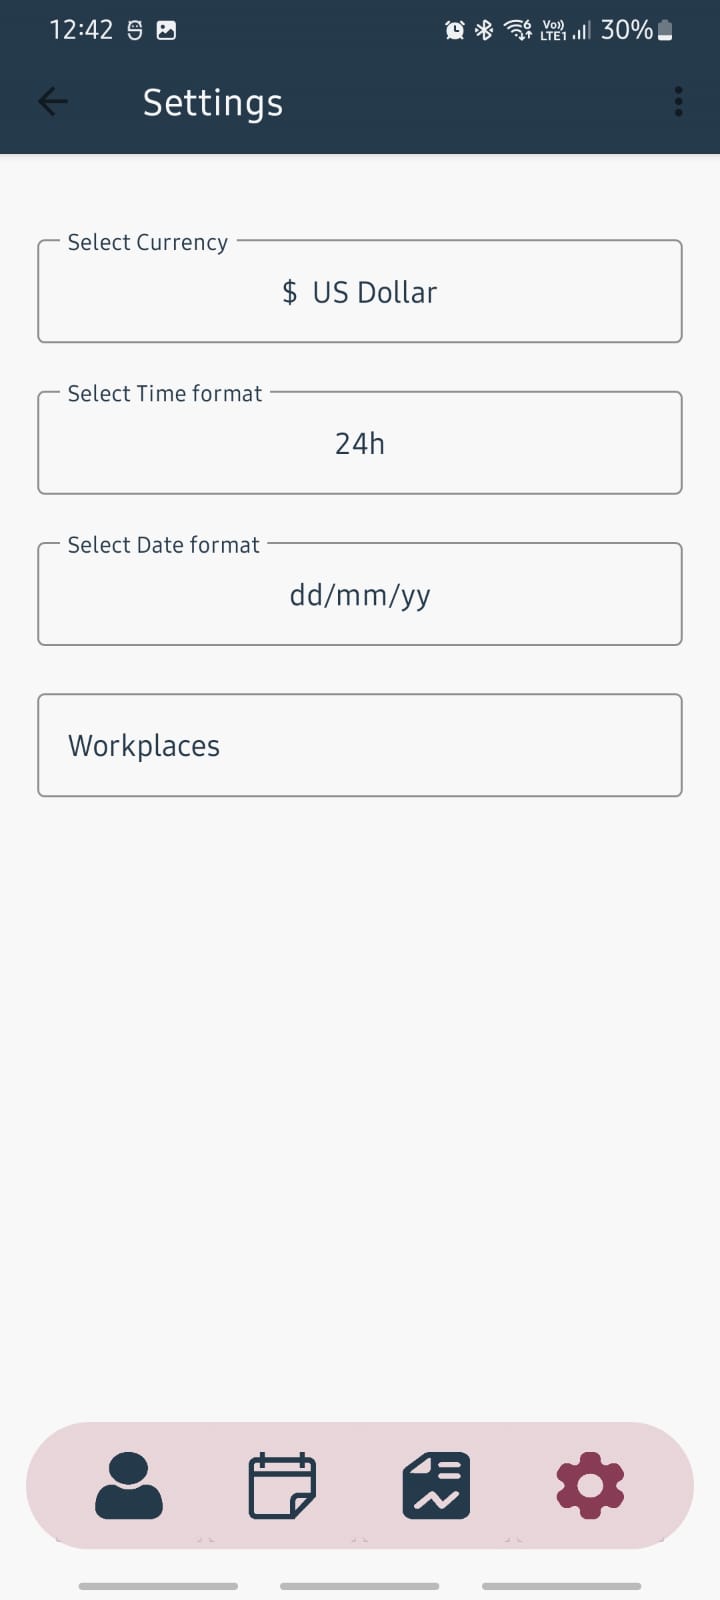 12:42
Vo)) LTE1 30%
Settings
Select Currency
$ US Dollar
Select Time format
24h
Select Date format
dd/mm/yy
Workplaces